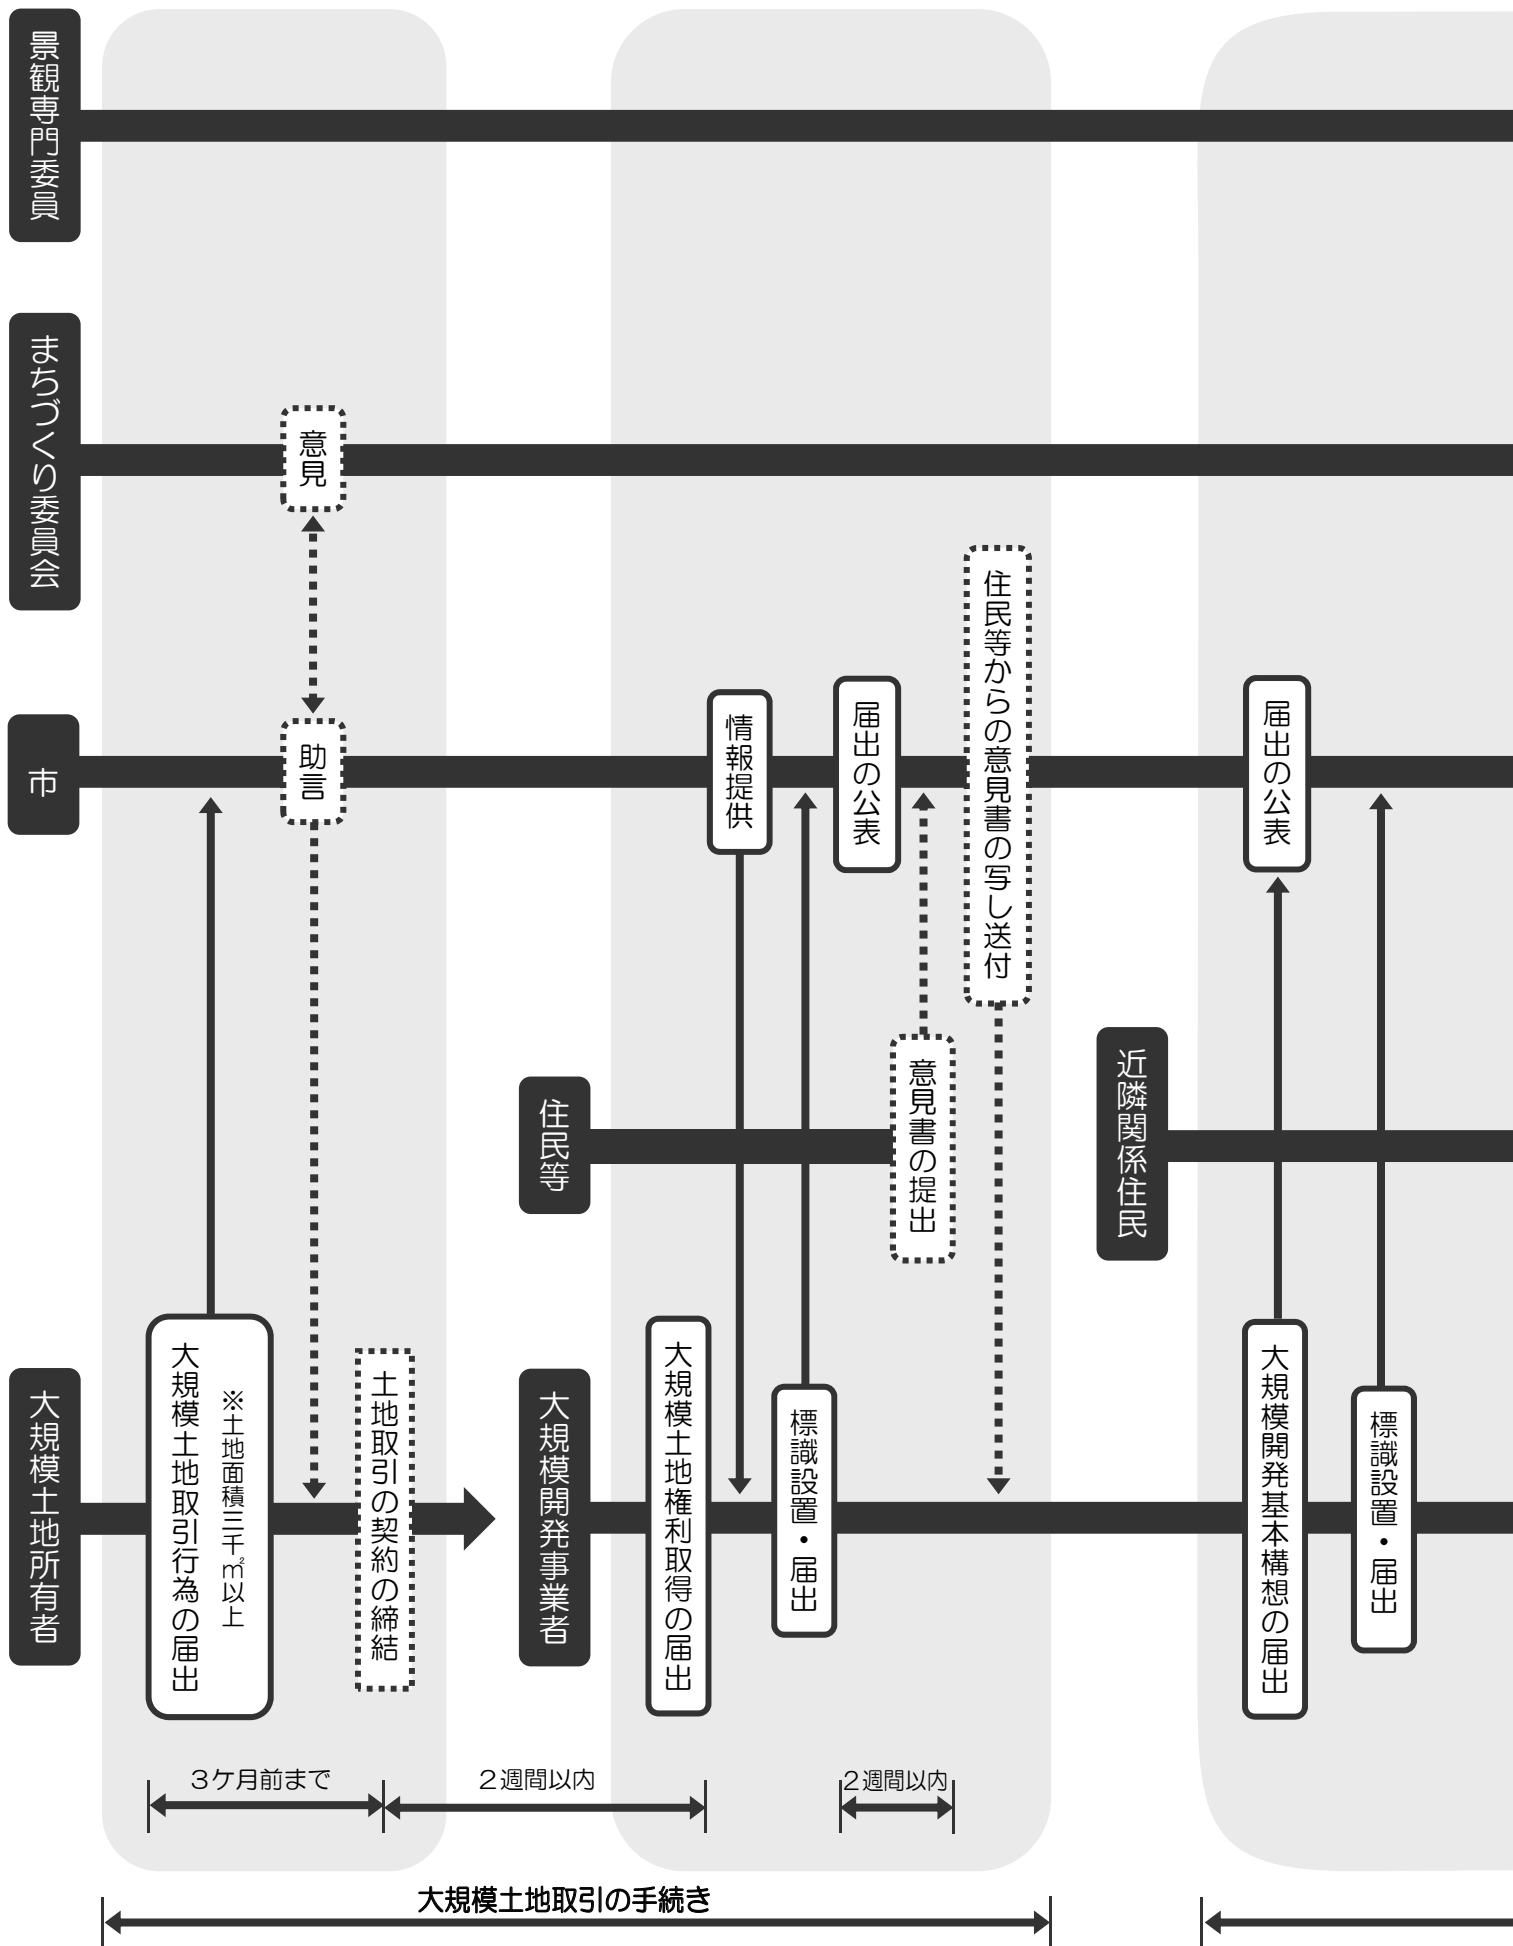 景観専門委員
まちづくり委員会
意見
市
助言
大規模土地所有者
大規模土地取引行為の届出
※土地面積三千㎡以上
土地取引の契約の締結
住民等
大規模開発事業者
大規模土地権利取得の届出
情報提供
標識設置・届出
届出の公表
意見書の提出
住民等からの意見書の写し送付
近隣関係住民
届出の公表
大規模開発基本構想の届出
標識設置・届出
3ケ月前まで
2週間以内
2週間以内
大規模土地取引の手続き